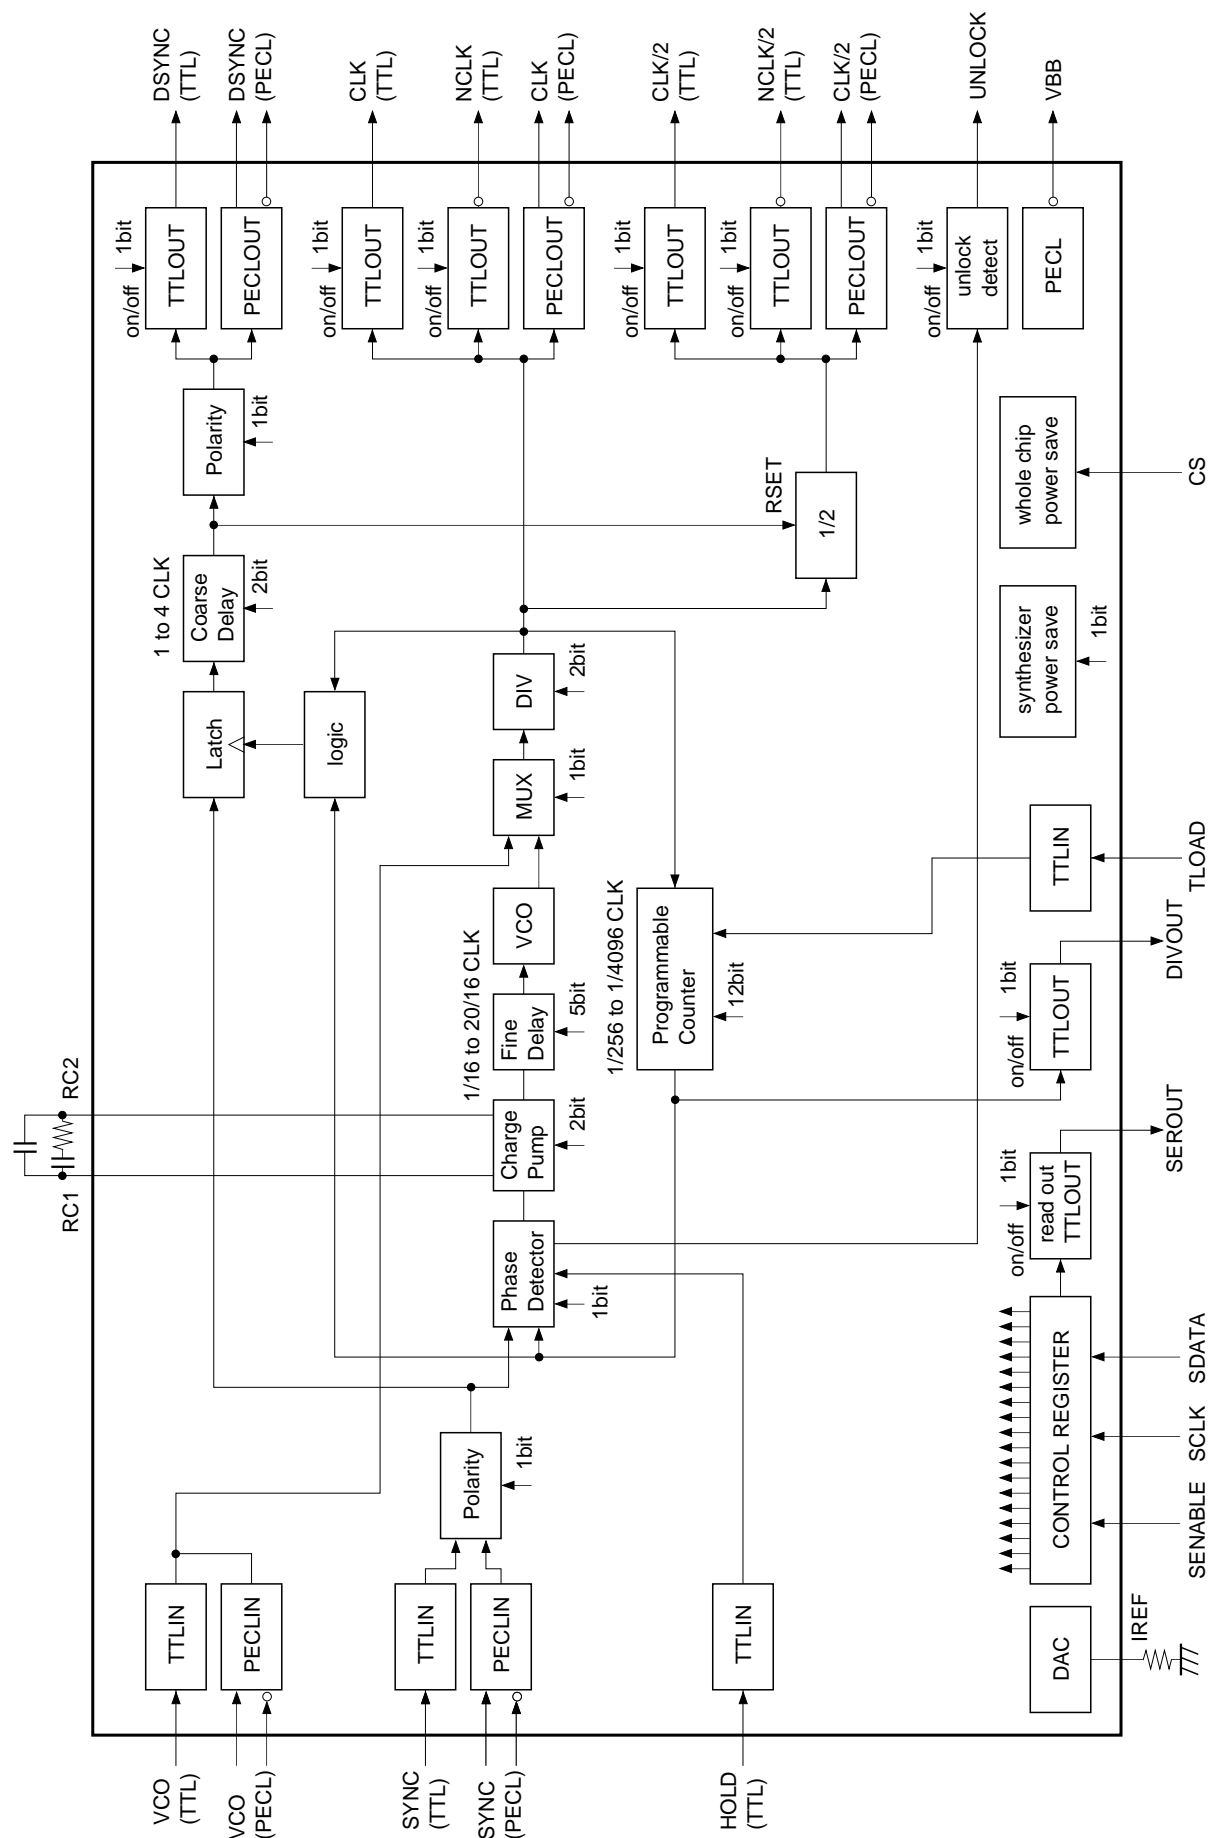 VCO
(TTL)
VCO
(PECL)
SYNC
(TTL)
SYNC
(PECL)
HOLD
(TTL)
TTLIN
PECLIN
TTLIN
PECLIN
TTLIN
Polarity
1bit
RC1
RC2
Phase
Detector
1bit
Charge
Pump
2bit
1/16 to 20/16 CLK
Fine
Delay
5bit
VCO
MUX
1bit
DIV
2bit
1/256 to 1/4096 CLK
Programmable
Counter
12bit
Latch
logic
1 to 4 CLK
Coarse
Delay
2bit
Polarity
1bit
RSET
1/2
on/off
1bit
TTLOUT
PECLOUT
on/off
1bit
TTLOUT
on/off
1bit
TTLOUT
PECLOUT
on/off
1bit
TTLOUT
on/off
1bit
TTLOUT
PECLOUT
on/off
1bit
unlock
detect
PECL
DSYNC
(TTL)
DSYNC
(PECL)
CLK
(TTL)
NCLK
(TTL)
CLK
(PECL)
CLK/2
(TTL)
NCLK/2
(TTL)
CLK/2
(PECL)
UNLOCK
VBB
DAC
IREF
CONTROL REGISTER
SENABLE
SCLK
SDATA
on/off
1bit
read out
TTLOUT
SEROUT
on/off
1bit
TTLOUT
DIVOUT
TTLIN
TLOAD
synthesizer
power save
1bit
whole chip
power save
CS